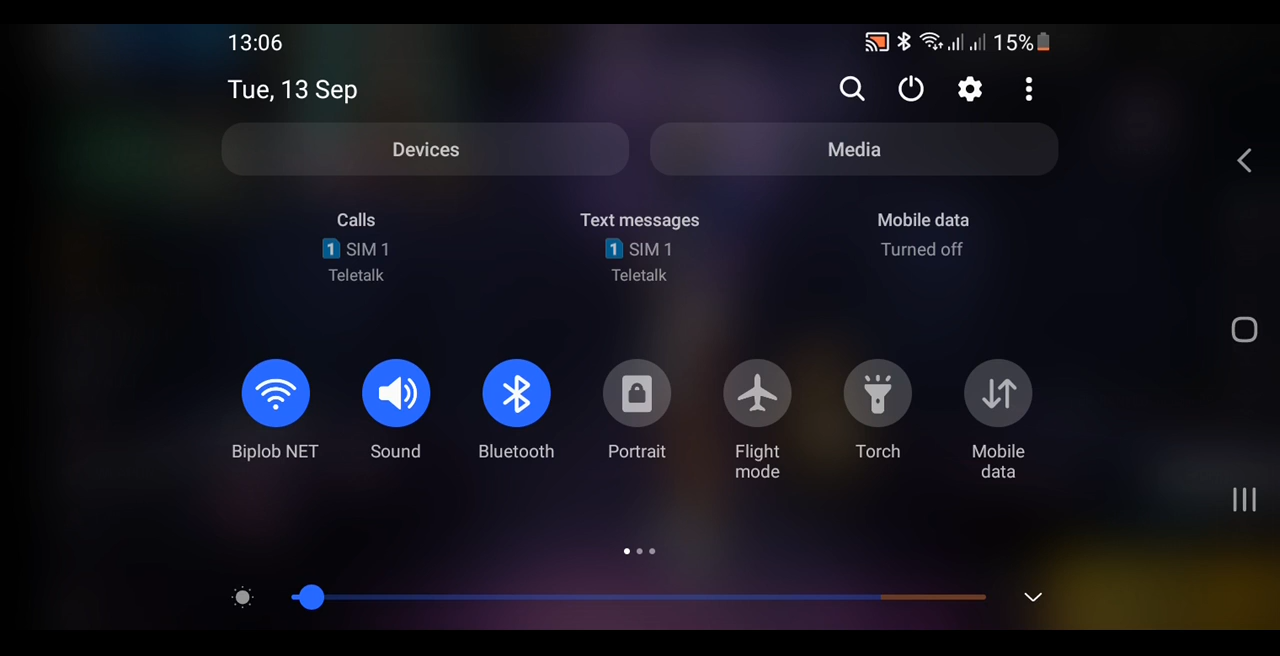 13:06
15%
Tue, 13 Sep
Devices
Media
Calls
1 SIM 1
Teletalk
Text messages
1 SIM 1
Teletalk
Mobile data
Turned off
Biplob NET
Sound
Bluetooth
Portrait
Flight
mode
Torch
Mobile
data